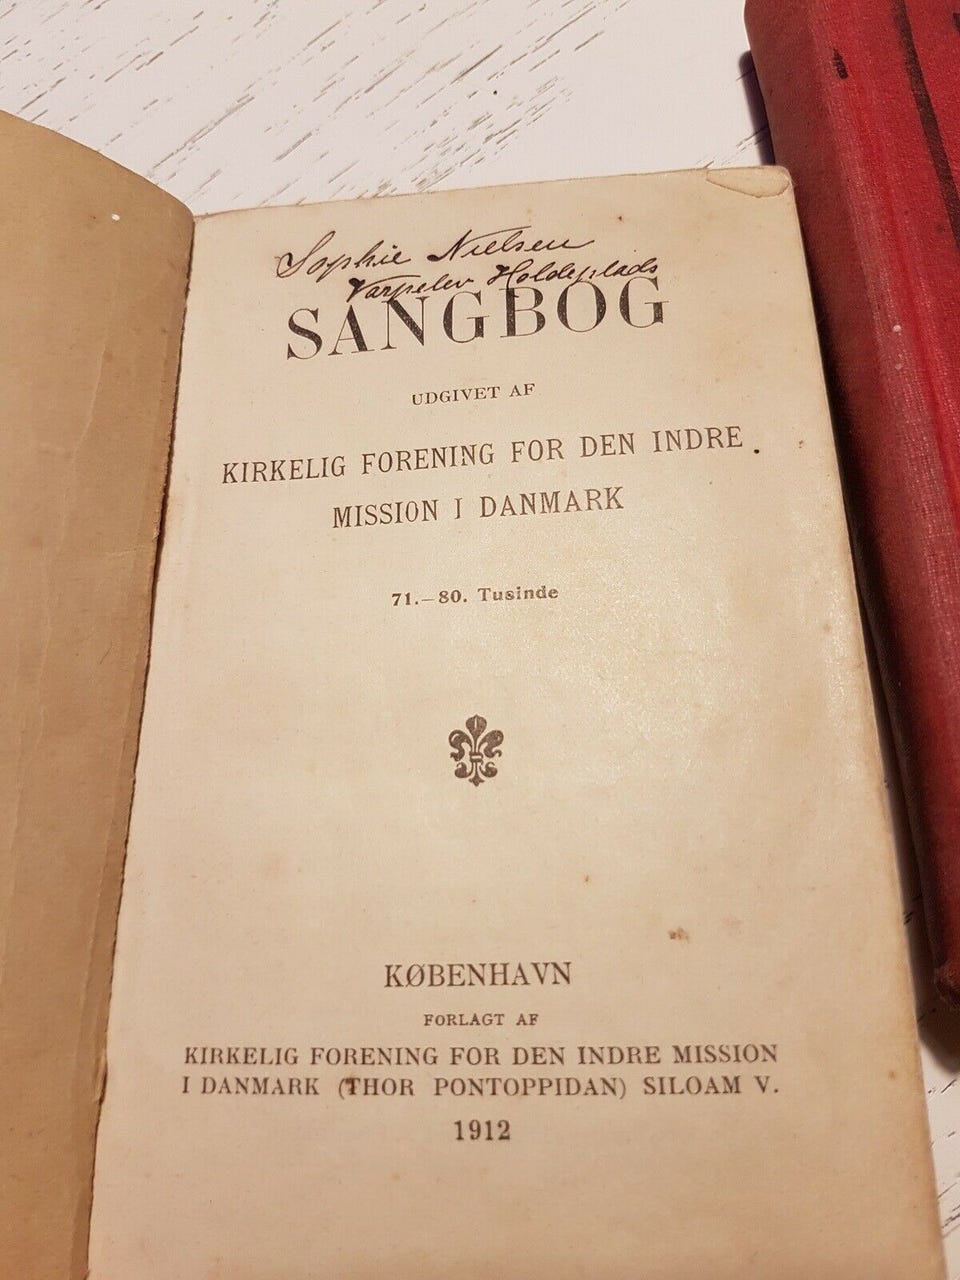 Sophie Nielsen
Varpelev Holdeplads
SANGBOG
UDGIVET AF
KIRKELIG FORENING FOR DEN INDRE
MISSION I DANMARK
71.–80. Tusinde
KØBENHAVN
FORLAGT AF
KIRKELIG FORENING FOR DEN INDRE MISSION
I DANMARK (THOR PONTOPPIDAN) SILOAM V.
1912